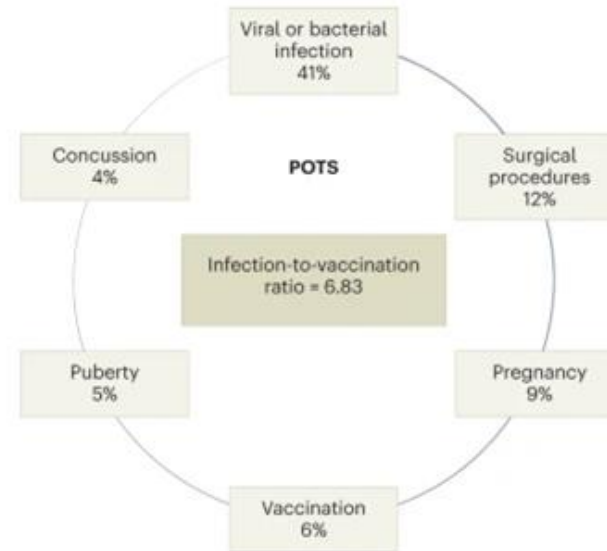 Viral or bacterial
infection
41%
Concussion
4%
POTS
Surgical
procedures
12%
Infection-to-vaccination
ratio = 6.83
Puberty
5%
Pregnancy
9%
Vaccination
6%